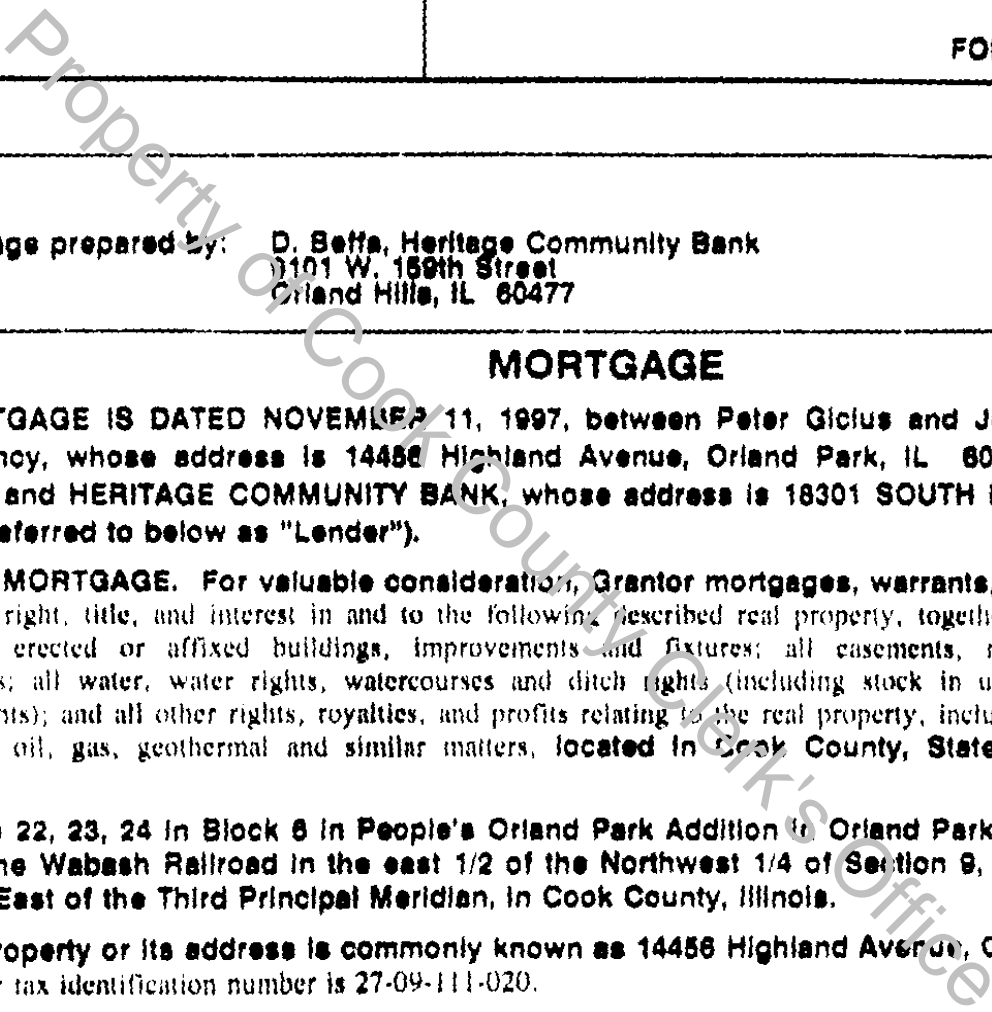 FO
age prepared by: D. Beffa, Heritage Community Bank
101 W. 159th Street
Orland Hills, IL 60477
MORTGAGE
TGAGE IS DATED NOVEMBER 11, 1997, between Peter Gicius and J
ncy, whose address is 14456 Highland Avenue, Orland Park, IL 60
and HERITAGE COMMUNITY BANK, whose address is 18301 SOUTH
eferred to below as "Lender").
MORTGAGE. For valuable consideration, Grantor mortgages, warrants,
right, title, and interest in and to the following described real property, togeth
erected or affixed buildings, improvements and fixtures; all easements,
s; all water, water rights, watercourses and ditch rights (including stock in u
nts); and all other rights, royalties, and profits relating to the real property, inclu
oil, gas, geothermal and similar matters, located in Cook County, State
22, 23, 24 in Block 6 in People's Orland Park Addition in Orland Park
he Wabash Railroad in the east 1/2 of the Northwest 1/4 of Section 9,
East of the Third Principal Meridian, in Cook County, Illinois.
roperty or its address is commonly known as 14456 Highland Avenue, O
r tax identification number is 27-09-111-020.
Property of Cook County Clerk's Office